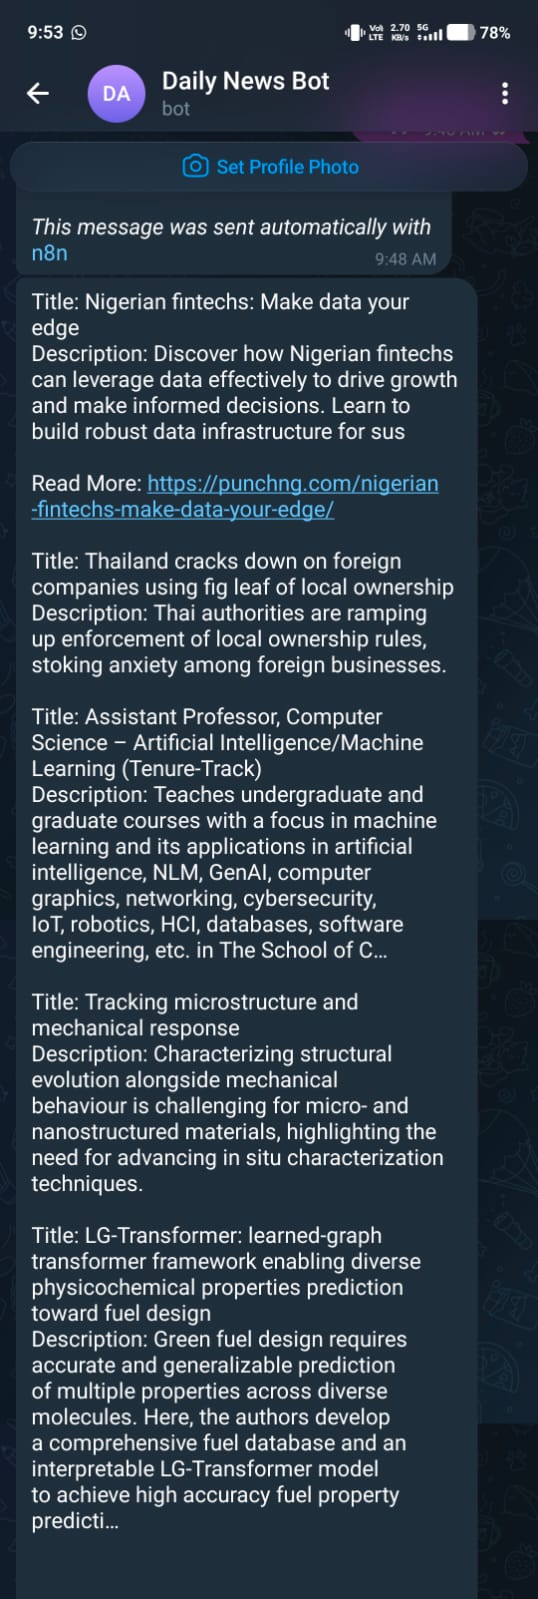 9:53
Vo) LTE 2.70 KB/s 5G 78%
DA
Daily News Bot
bot
Set Profile Photo
This message was sent automatically with
n8n
9:48 AM
Title: Nigerian fintechs: Make data your
edge
Description: Discover how Nigerian fintechs
can leverage data effectively to drive growth
and make informed decisions. Learn to
build robust data infrastructure for sus
Read More: https://punchng.com/nigerian
-fintechs-make-data-your-edge/
Title: Thailand cracks down on foreign
companies using fig leaf of local ownership
Description: Thai authorities are ramping
up enforcement of local ownership rules,
stoking anxiety among foreign businesses.
Title: Assistant Professor, Computer
Science – Artificial Intelligence/Machine
Learning (Tenure-Track)
Description: Teaches undergraduate and
graduate courses with a focus in machine
learning and its applications in artificial
intelligence, NLM, GenAI, computer
graphics, networking, cybersecurity,
IoT, robotics, HCI, databases, software
engineering, etc. in The School of C...
Title: Tracking microstructure and
mechanical response
Description: Characterizing structural
evolution alongside mechanical
behaviour is challenging for micro- and
nanostructured materials, highlighting the
need for advancing in situ characterization
techniques.
Title: LG-Transformer: learned-graph
transformer framework enabling diverse
physicochemical properties prediction
toward fuel design
Description: Green fuel design requires
accurate and generalizable prediction
of multiple properties across diverse
molecules. Here, the authors develop
a comprehensive fuel database and an
interpretable LG-Transformer model
to achieve high accuracy fuel property
predicti...